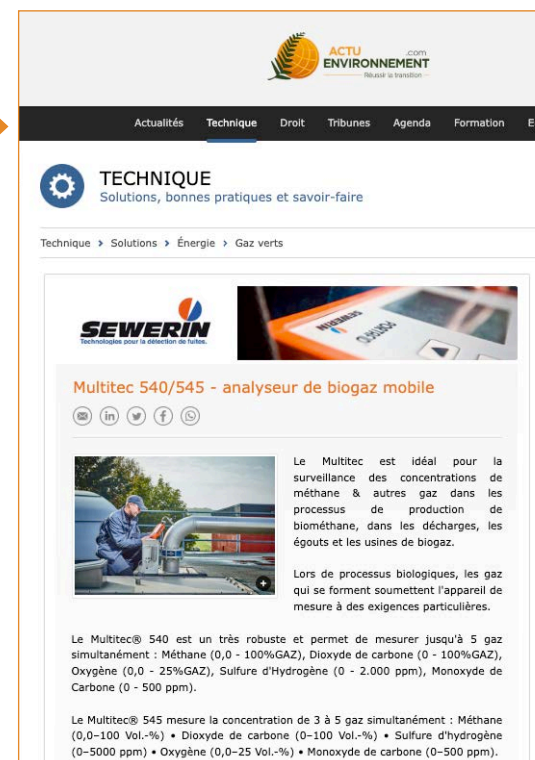 ACTU .com
ENVIRONNEMENT
Réussir la transition
Actualités Technique Droit Tribunes Agenda Formation E
TECHNIQUE
Solutions, bonnes pratiques et savoir-faire
Technique > Solutions > Énergie > Gaz verts
SEWERIN
Technologies pour la détection de fuites.
SEWERIN
Multitec 540/545 - analyseur de biogaz mobile
Le Multitec est idéal pour la
surveillance des concentrations de
méthane & autres gaz dans les
processus de production de
biométhane, dans les décharges, les
égouts et les usines de biogaz.
Lors de processus biologiques, les gaz
qui se forment soumettent l'appareil de
mesure à des exigences particulières.
Le Multitec® 540 est un très robuste et permet de mesurer jusqu'à 5 gaz
simultanément : Méthane (0,0 - 100%GAZ), Dioxyde de carbone (0 - 100%GAZ),
Oxygène (0,0 - 25%GAZ), Sulfure d'Hydrogène (0 - 2.000 ppm), Monoxyde de
Carbone (0 - 500 ppm).
Le Multitec® 545 mesure la concentration de 3 à 5 gaz simultanément : Méthane
(0,0–100 Vol.-%) • Dioxyde de carbone (0–100 Vol.-%) • Sulfure d'hydrogène
(0–5000 ppm) • Oxygène (0,0–25 Vol.-%) • Monoxyde de carbone (0–500 ppm).